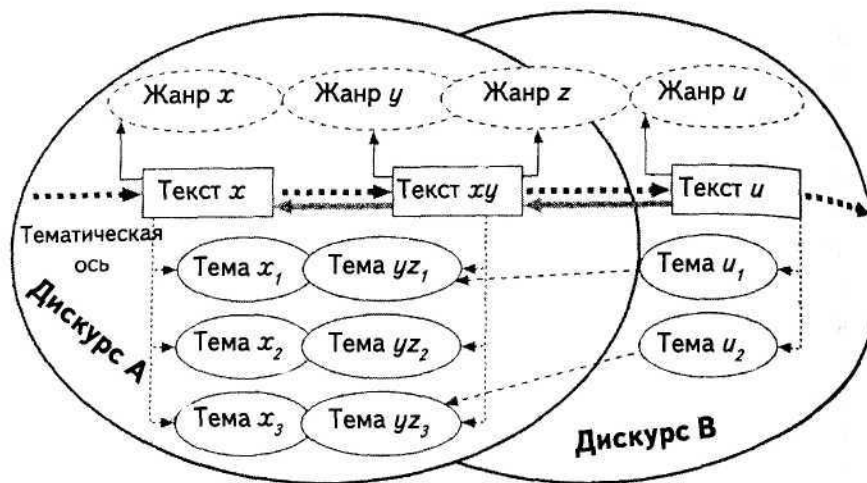 Жанр x Жанр y Жанр z Жанр u
Текст x Текст xy Текст u
Тематическая
ось
Тема x₁ Тема yz₁ Тема u₁
Тема x₂ Тема yz₂ Тема u₂
Тема x₃ Тема yz₃
Дискурс А
Дискурс В